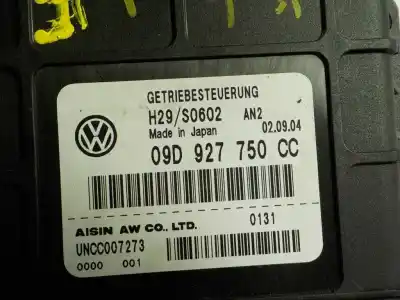 GETRIEBESTEUERUNG
H29/S0602 AN2
Made in Japan 02.09.04
09D 927 750 CC
AISIN AW CO., LTD. 0131
UNCC007273
0000 001